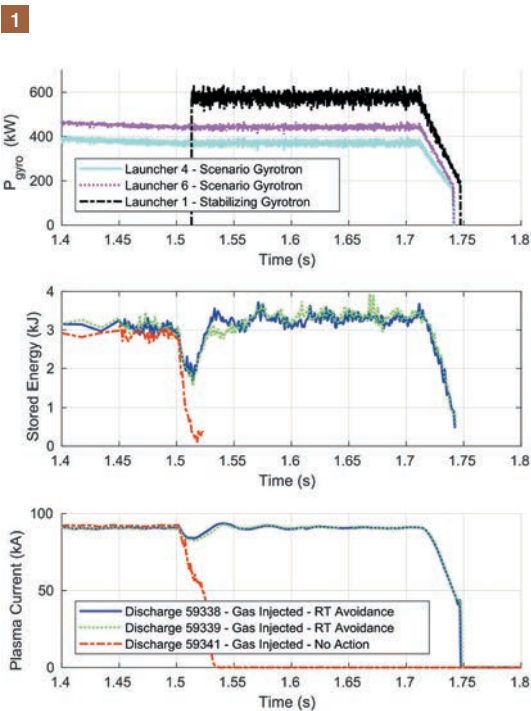 1
600
400
200
0
P gyro (kW)
Launcher 4 - Scenario Gyrotron
Launcher 6 - Scenario Gyrotron
Launcher 1 - Stabilizing Gyrotron
1.4 1.45 1.5 1.55 1.6 1.65 1.7 1.75 1.8
Time (s)
4
3
2
1
0
Stored Energy (kJ)
1.4 1.45 1.5 1.55 1.6 1.65 1.7 1.75 1.8
Time (s)
100
50
0
Plasma Current (kA)
Discharge 59338 - Gas Injected - RT Avoidance
Discharge 59339 - Gas Injected - RT Avoidance
Discharge 59341 - Gas Injected - No Action
1.4 1.45 1.5 1.55 1.6 1.65 1.7 1.75 1.8
Time (s)